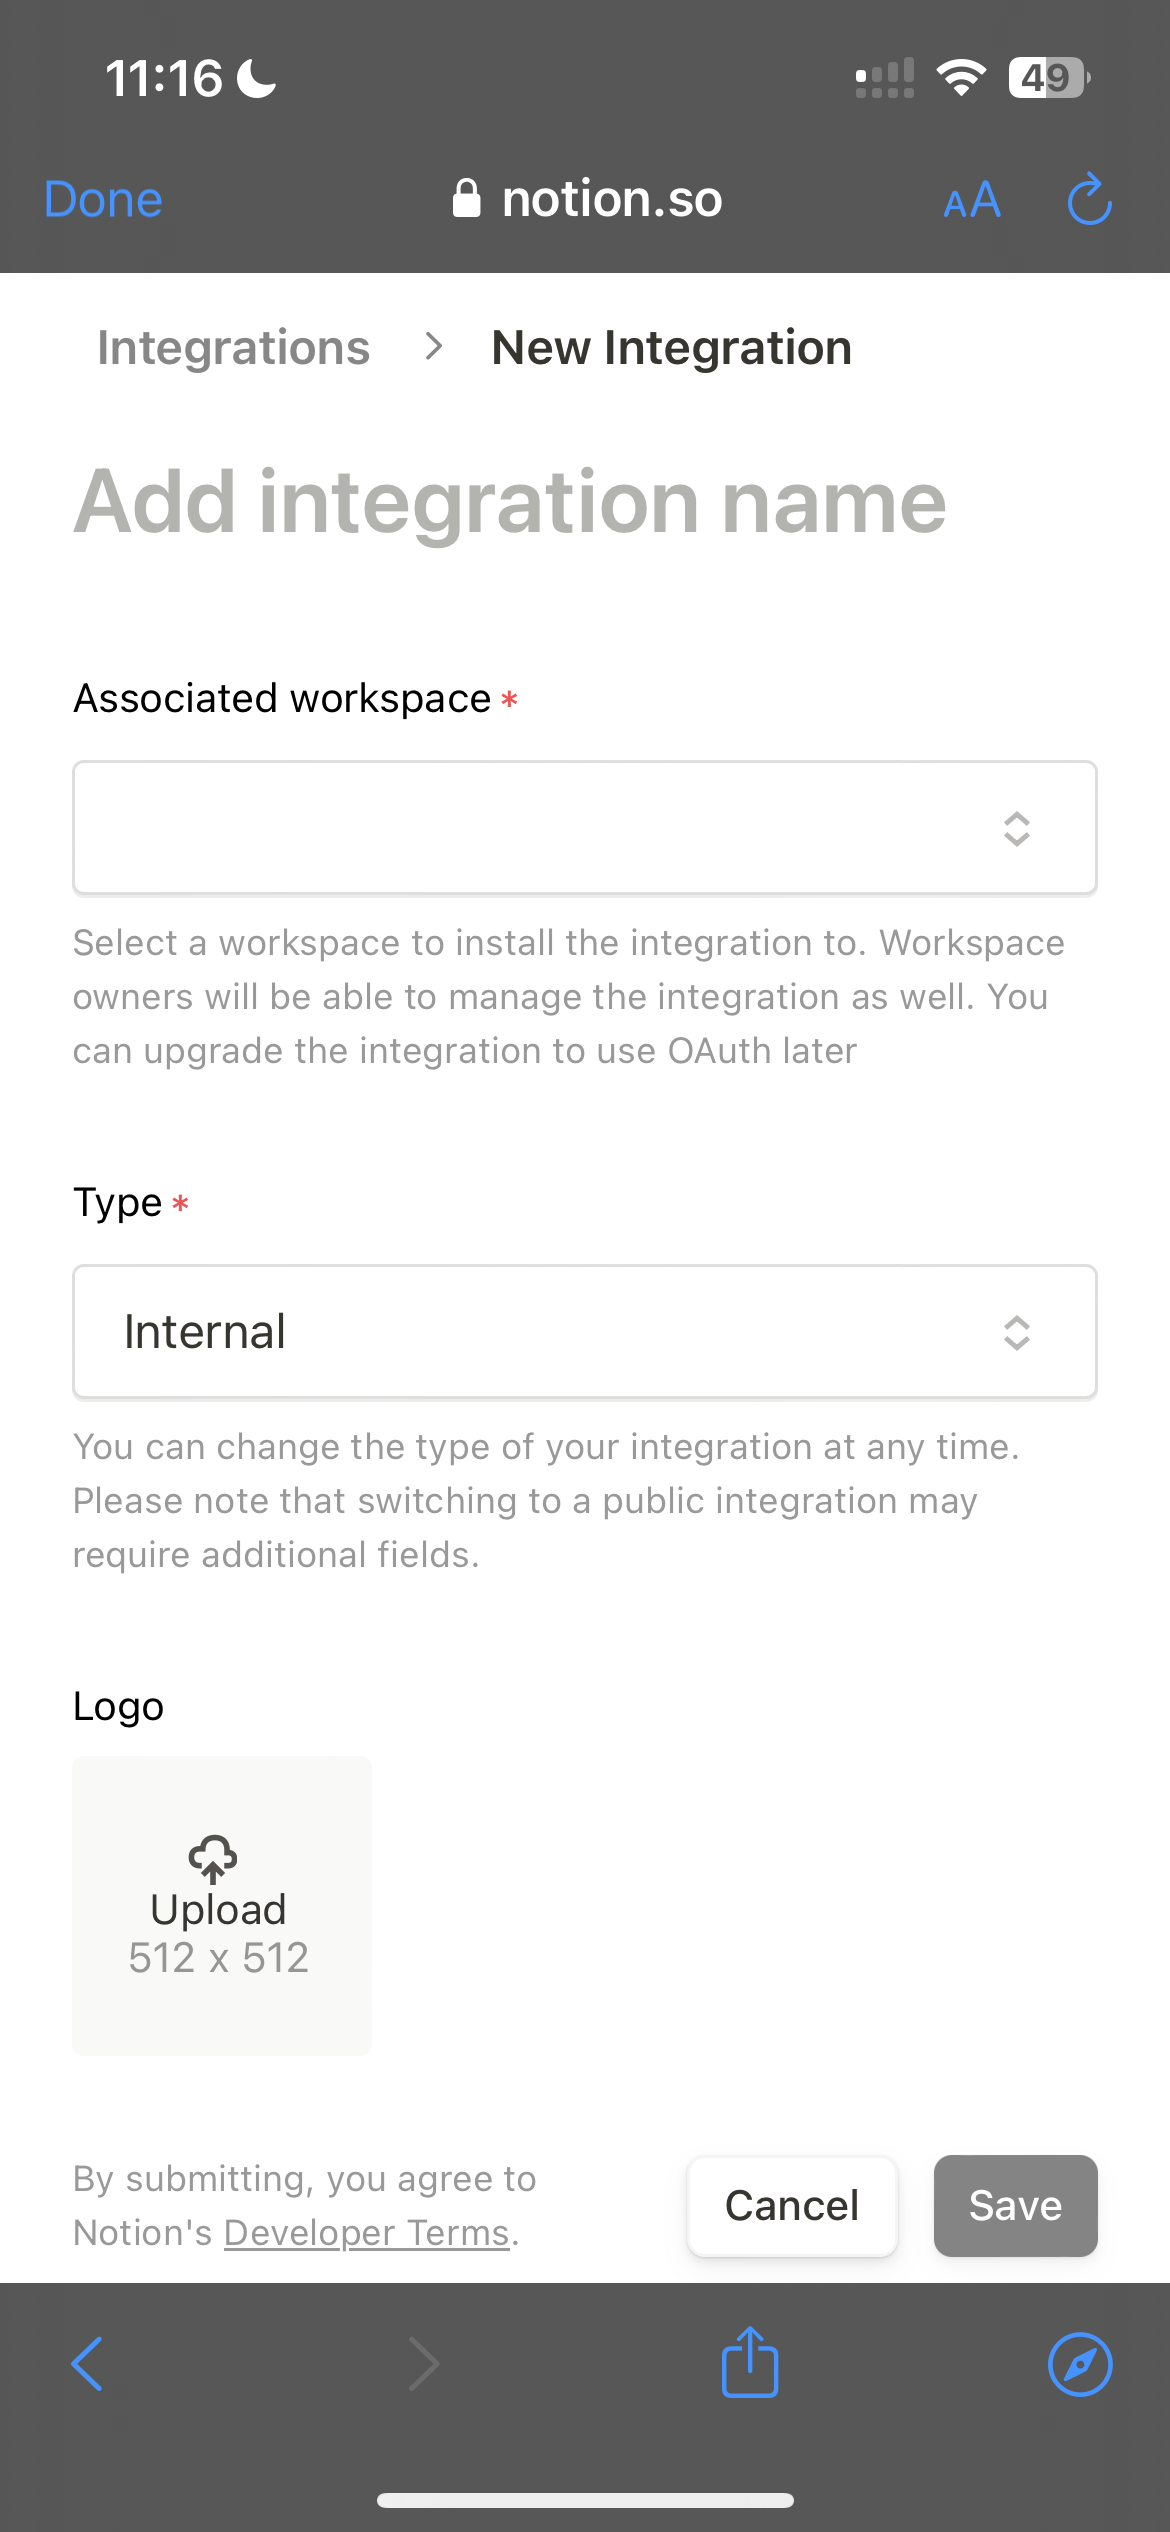 11:16
49
Done
notion.so
AA
Integrations > New Integration
Add integration name
Associated workspace *
Select a workspace to install the integration to. Workspace
owners will be able to manage the integration as well. You
can upgrade the integration to use OAuth later
Type *
Internal
You can change the type of your integration at any time.
Please note that switching to a public integration may
require additional fields.
Logo
Upload
512 x 512
By submitting, you agree to
Notion's Developer Terms.
Cancel
Save